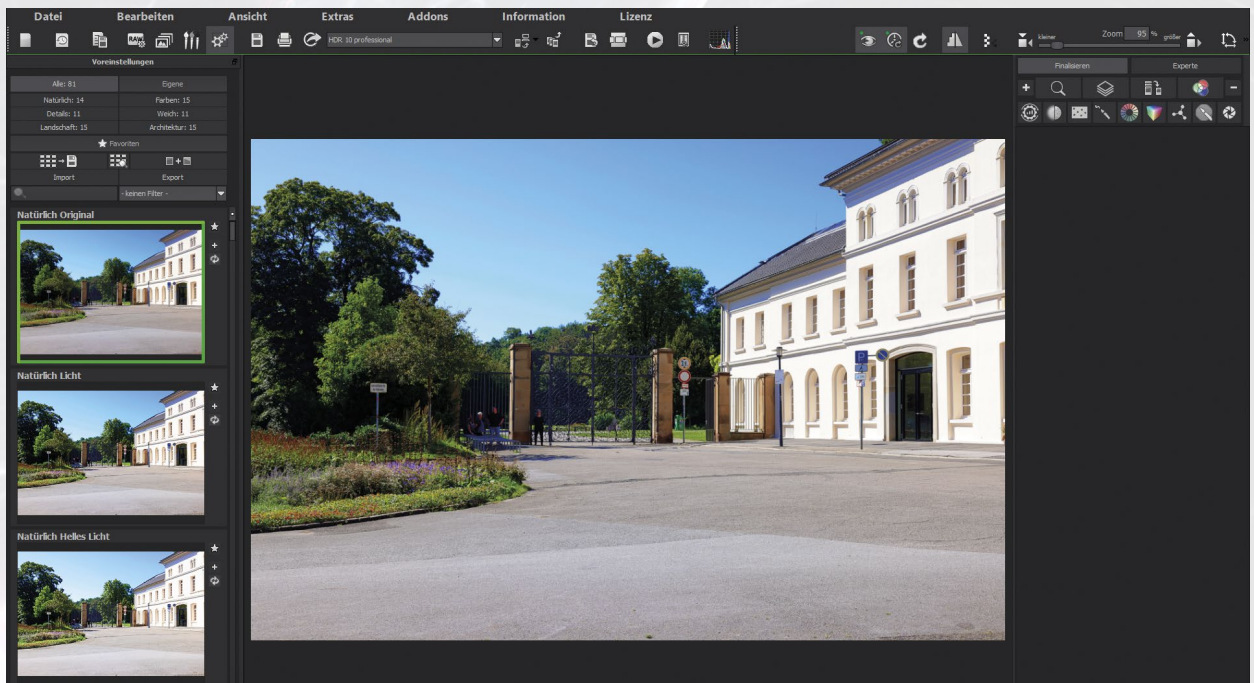 Datei Bearbeiten Ansicht Extras Addons Information Lizenz
HDR 10 professional
kleiner Zoom 95 % größer
Voreinstellungen
Finalisieren Experte
Alle: 81 Eigene
Natürlich: 14 Farben: 15
Details: 11 Weich: 11
Landschaft: 15 Architektur: 15
Favoriten
Import Export
- keinen Filter -
Natürlich Original
Natürlich Licht
Natürlich Helles Licht
RAW
P